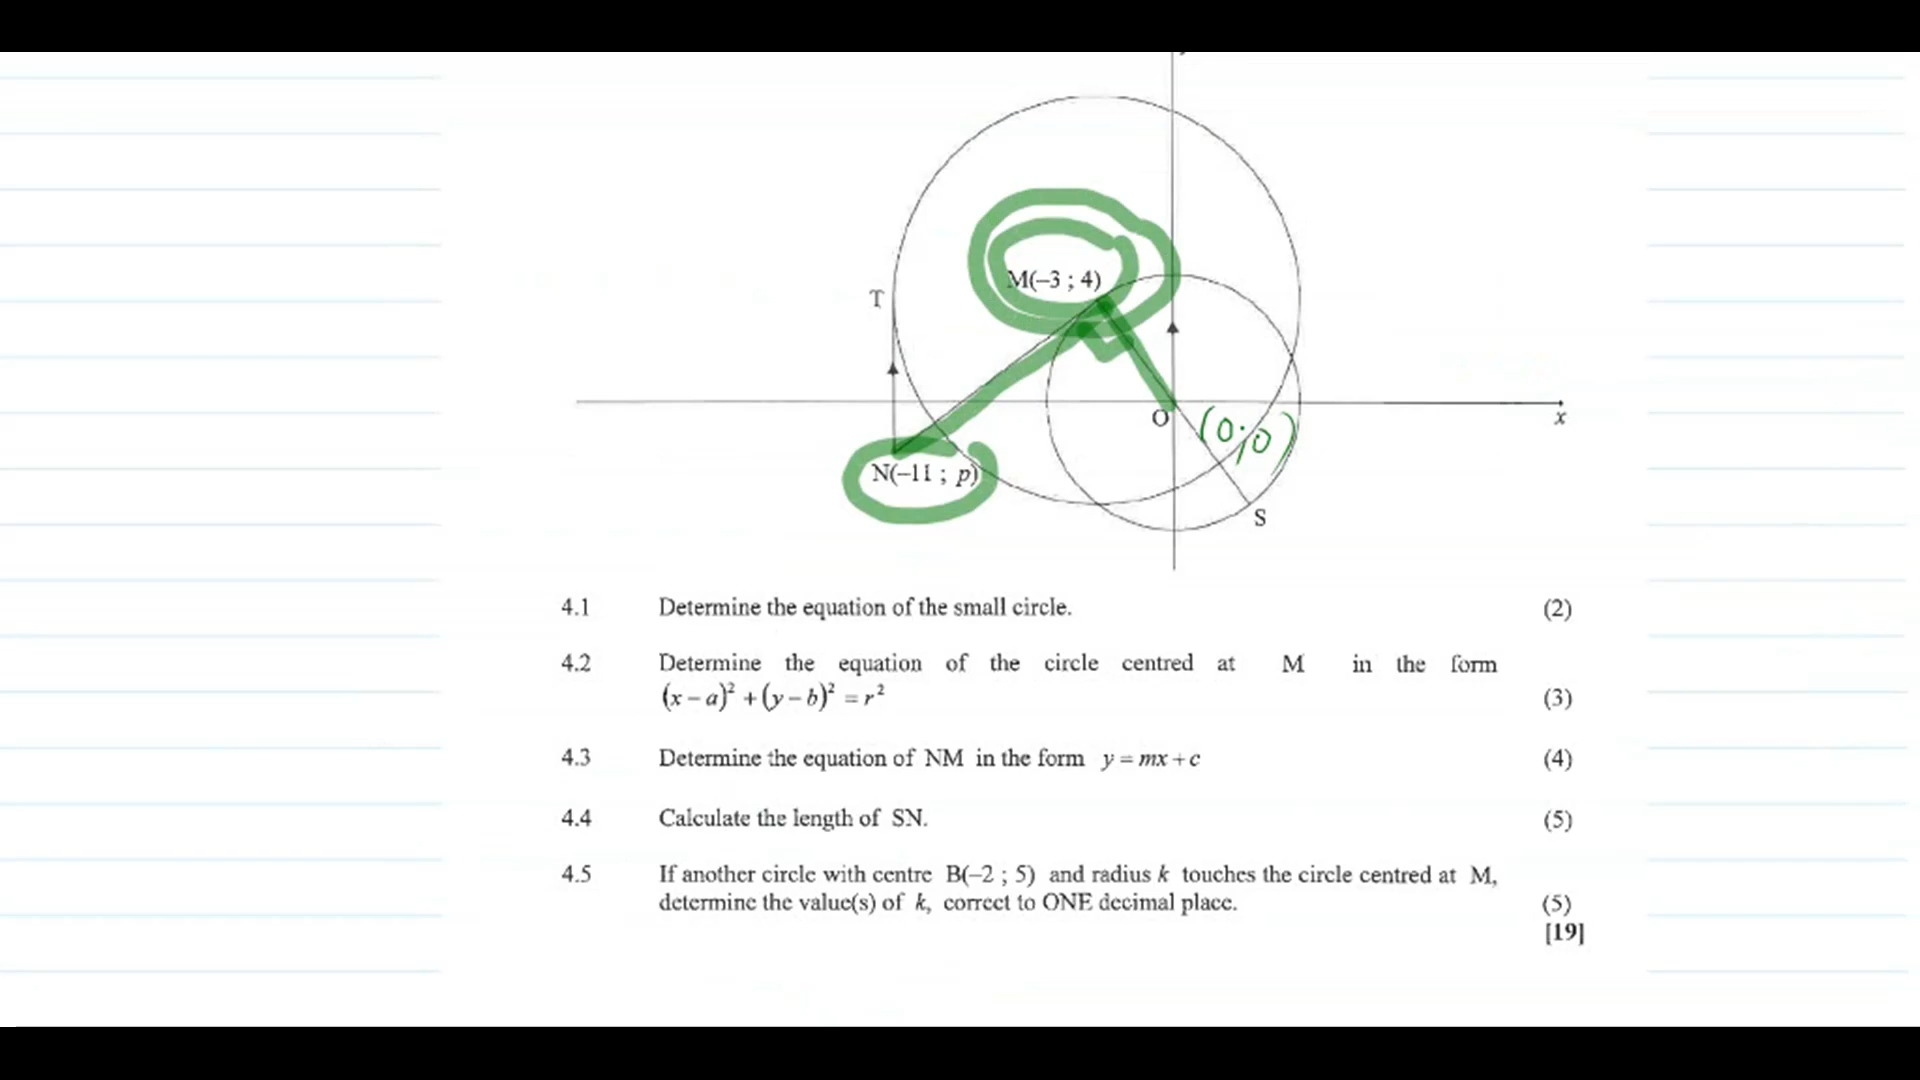 M(–3 ; 4)
T
O
(0;0)
x
N(–11 ; p)
S
4.1 Determine the equation of the small circle. (2)
4.2 Determine the equation of the circle centred at M in the form
(x – a)² + (y – b)² = r² (3)
4.3 Determine the equation of NM in the form y = mx + c (4)
4.4 Calculate the length of SN. (5)
4.5 If another circle with centre B(–2 ; 5) and radius k touches the circle centred at M,
determine the value(s) of k, correct to ONE decimal place. (5)
[19]